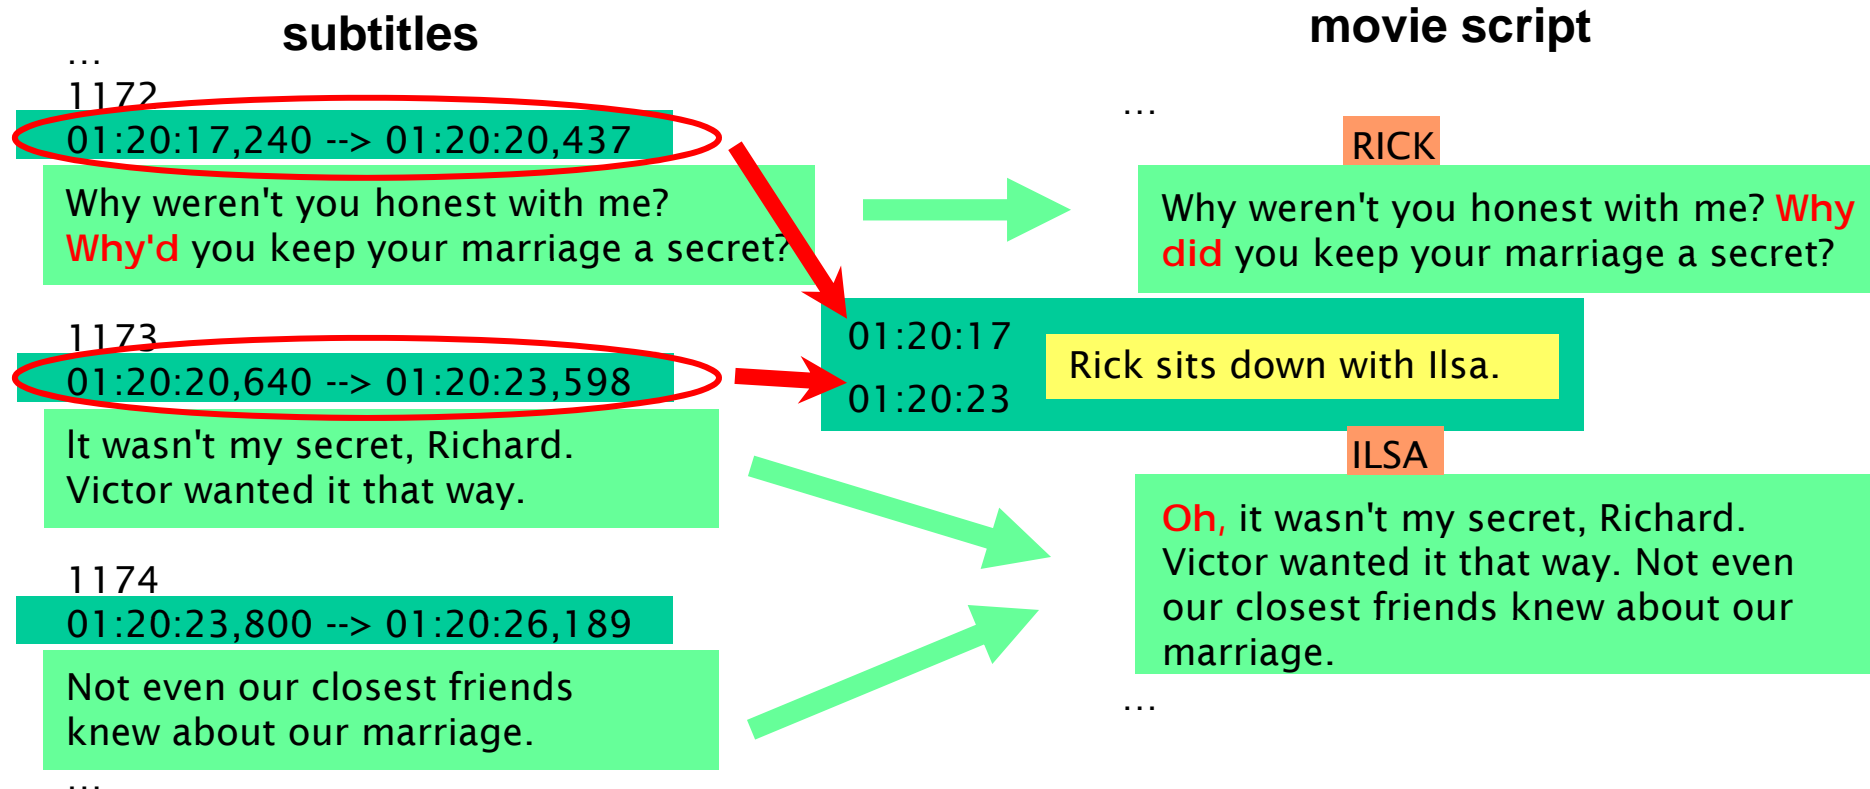 subtitles
...
1172
01:20:17,240 --> 01:20:20,437
Why weren't you honest with me?
Why'd you keep your marriage a secret?
1173
01:20:20,640 --> 01:20:23,598
lt wasn't my secret, Richard.
Victor wanted it that way.
1174
01:20:23,800 --> 01:20:26,189
Not even our closest friends
knew about our marriage.
...
movie script
...
RICK
Why weren't you honest with me? Why
did you keep your marriage a secret?
01:20:17
Rick sits down with Ilsa.
01:20:23
ILSA
Oh, it wasn't my secret, Richard.
Victor wanted it that way. Not even
our closest friends knew about our
marriage.
...